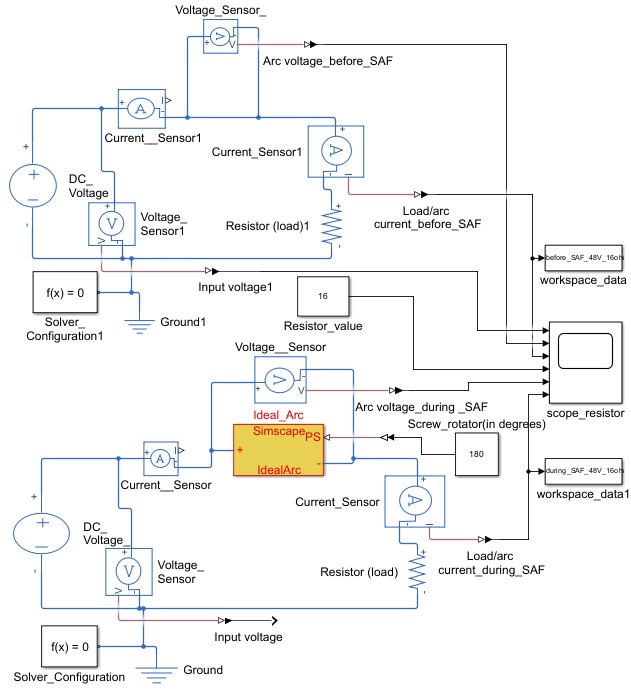 Voltage_Sensor_
V
Arc voltage_before_SAF
A
I
Current__Sensor1
Current_Sensor1
A
I
DC_
Voltage
V
V
Voltage_
Sensor1
Resistor (load)1
Load/arc
current_before_SAF
before_SAF_48V_16oh
workspace_data
Input voltage1
f(x) = 0
Solver_
Configuration1
Ground1
16
Resistor_value
scope_resistor
Voltage__Sensor
V
V
Arc voltage_during _SAF
Ideal_Arc
Simscape
PS
IdealArc
Screw_rotator(in degrees)
180
A
I
Current__Sensor
Current_Sensor
A
I
during_SAF_48V_16oh
workspace_data1
DC_
Voltage_
V
V
Voltage_
Sensor
Resistor (load)
Load/arc
current_during_SAF
Input voltage
f(x) = 0
Solver_Configuration
Ground